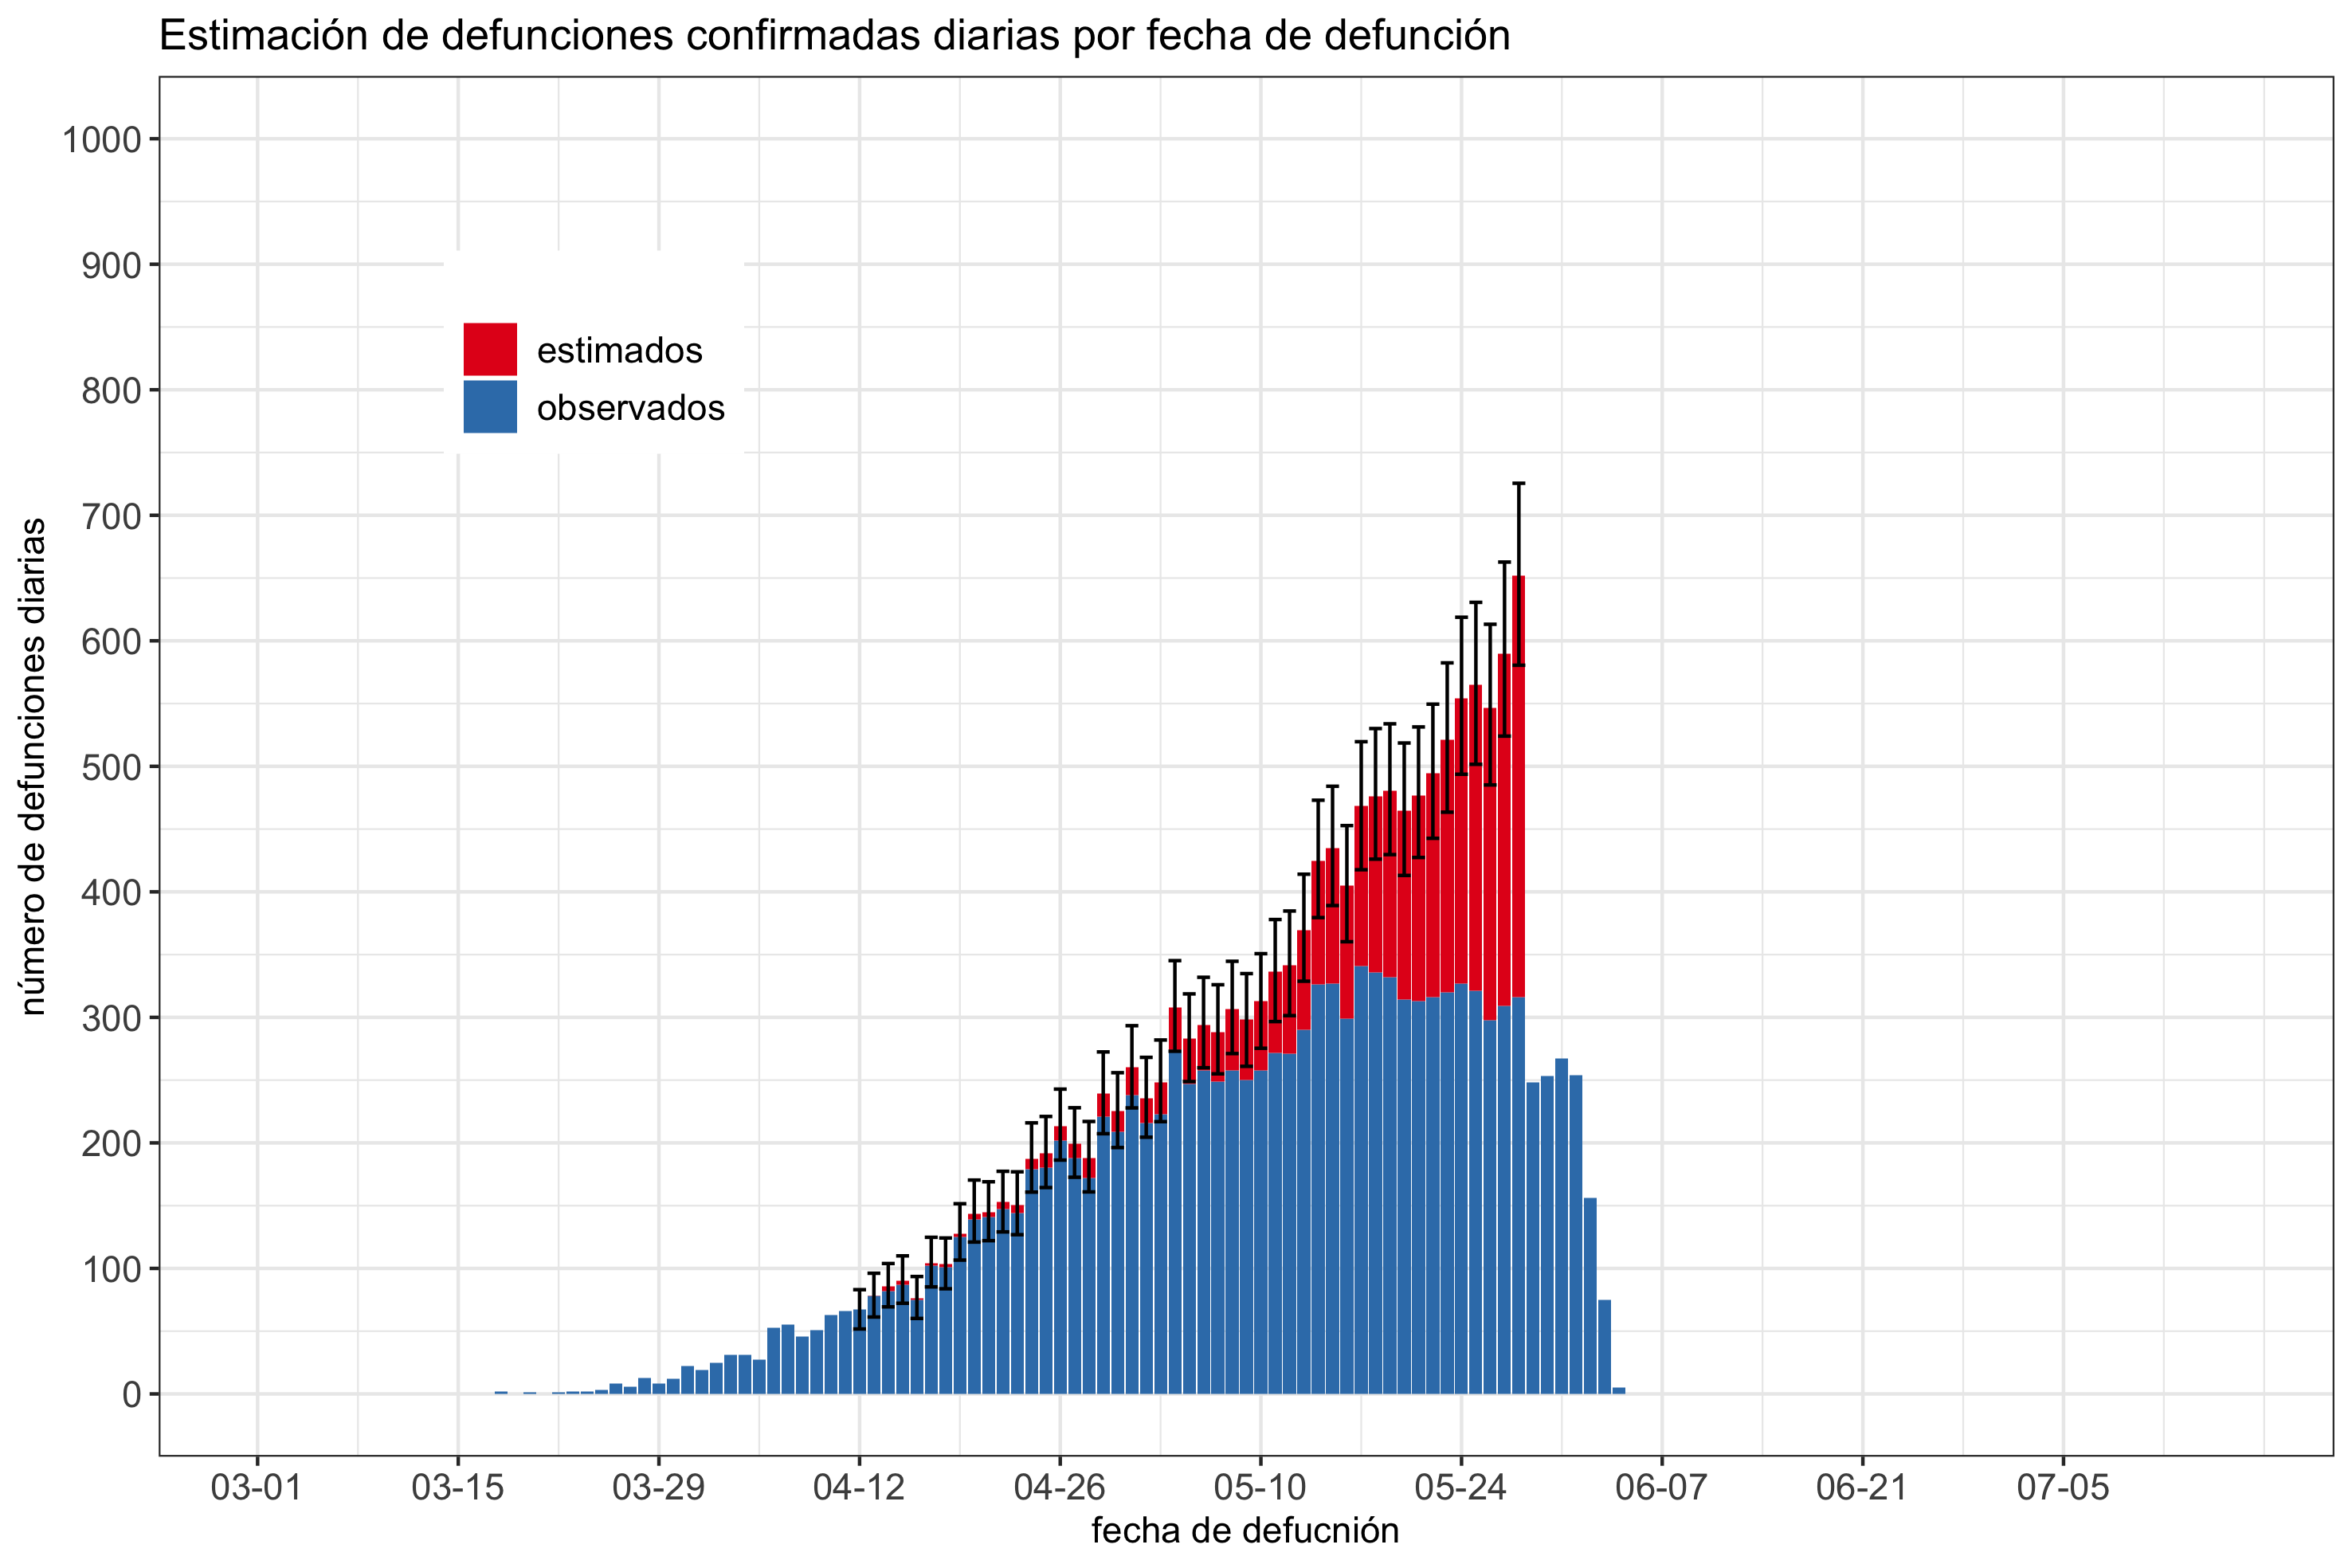 Estimación de defunciones confirmadas diarias por fecha de defunción
1000
900
800
700
600
500
400
300
200
100
0
número de defunciones diarias
estimados
observados
03-01 03-15 03-29 04-12 04-26 05-10 05-24 06-07 06-21 07-05
fecha de defucnión